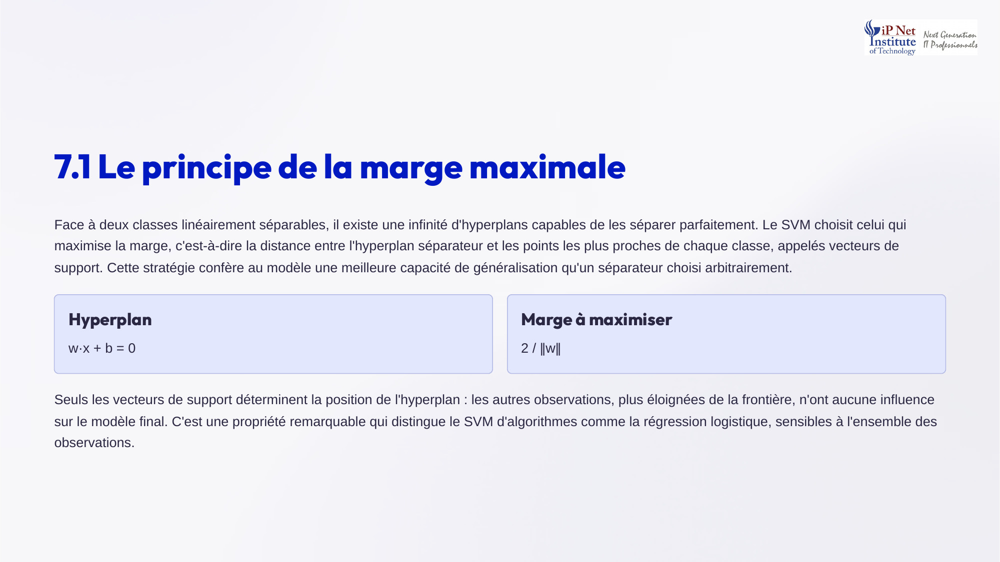 iP Net
Institute
of Technology
Next Generation
IT Professionnels
7.1 Le principe de la marge maximale
Face à deux classes linéairement séparables, il existe une infinité d'hyperplans capables de les séparer parfaitement. Le SVM choisit celui qui
maximise la marge, c'est-à-dire la distance entre l'hyperplan séparateur et les points les plus proches de chaque classe, appelés vecteurs de
support. Cette stratégie confère au modèle une meilleure capacité de généralisation qu'un séparateur choisi arbitrairement.
Hyperplan
w·x + b = 0
Marge à maximiser
2 / ‖w‖
Seuls les vecteurs de support déterminent la position de l'hyperplan : les autres observations, plus éloignées de la frontière, n'ont aucune influence
sur le modèle final. C'est une propriété remarquable qui distingue le SVM d'algorithmes comme la régression logistique, sensibles à l'ensemble des
observations.